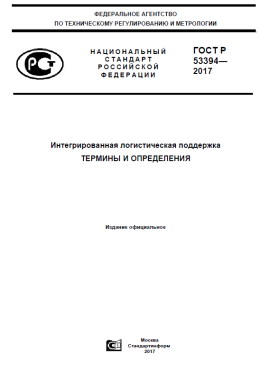 ФЕДЕРАЛЬНОЕ АГЕНТСТВО
ПО ТЕХНИЧЕСКОМУ РЕГУЛИРОВАНИЮ И МЕТРОЛОГИИ
НАЦИОНАЛЬНЫЙ
СТАНДАРТ
РОССИЙСКОЙ
ФЕДЕРАЦИИ
ГОСТ Р
53394—
2017
Интегрированная логистическая поддержка
ТЕРМИНЫ И ОПРЕДЕЛЕНИЯ
Издание официальное
Москва
Стандартинформ
2017